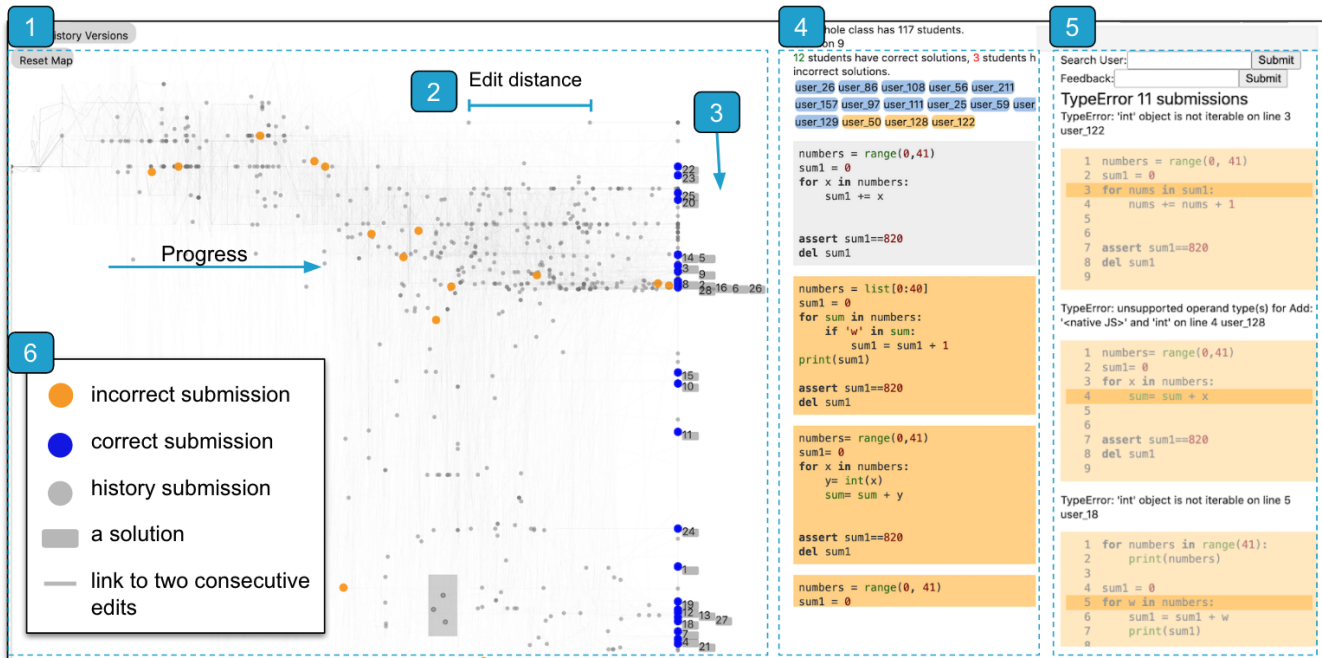 1
istory Versions
Reset Map
2
Edit distance
3
Progress
22
23
25
20
14 5
3
9
8 2 16 6 26
28
15
10
11
24
1
19
12 13
27
18
7
4 21
6
incorrect submission
correct submission
history submission
a solution
link to two consecutive
edits
4
hole class has 117 students.
on 9
12 students have correct solutions, 3 students h
incorrect solutions.
user_26 user_86 user_108 user_56 user_211
user_157 user_97 user_111 user_25 user_59 user
user_129 user_50 user_128 user_122
numbers = range(0,41)
sum1 = 0
for x in numbers:
    sum1 += x
assert sum1==820
del sum1
numbers = list[0:40]
sum1 = 0
for sum in numbers:
    if 'w' in sum:
        sum1 = sum1 + 1
print(sum1)
assert sum1==820
del sum1
numbers= range(0,41)
sum1= 0
for x in numbers:
    y= int(x)
    sum= sum + y
assert sum1==820
del sum1
numbers = range(0, 41)
sum1 = 0
5
Search User: Submit
Feedback: Submit
TypeError 11 submissions
TypeError: 'int' object is not iterable on line 3
user_122
1 numbers = range(0, 41)
2 sum1 = 0
3 for nums in sum1:
4     nums += nums + 1
5
6
7 assert sum1==820
8 del sum1
9
TypeError: unsupported operand type(s) for Add:
'<native JS>' and 'int' on line 4 user_128
1 numbers= range(0,41)
2 sum1= 0
3 for x in numbers:
4     sum= sum + x
5
6
7 assert sum1==820
8 del sum1
9
TypeError: 'int' object is not iterable on line 5
user_18
1 for numbers in range(41):
2     print(numbers)
3
4 sum1 = 0
5 for w in numbers:
6     sum1 = sum1 + w
7     print(sum1)
8